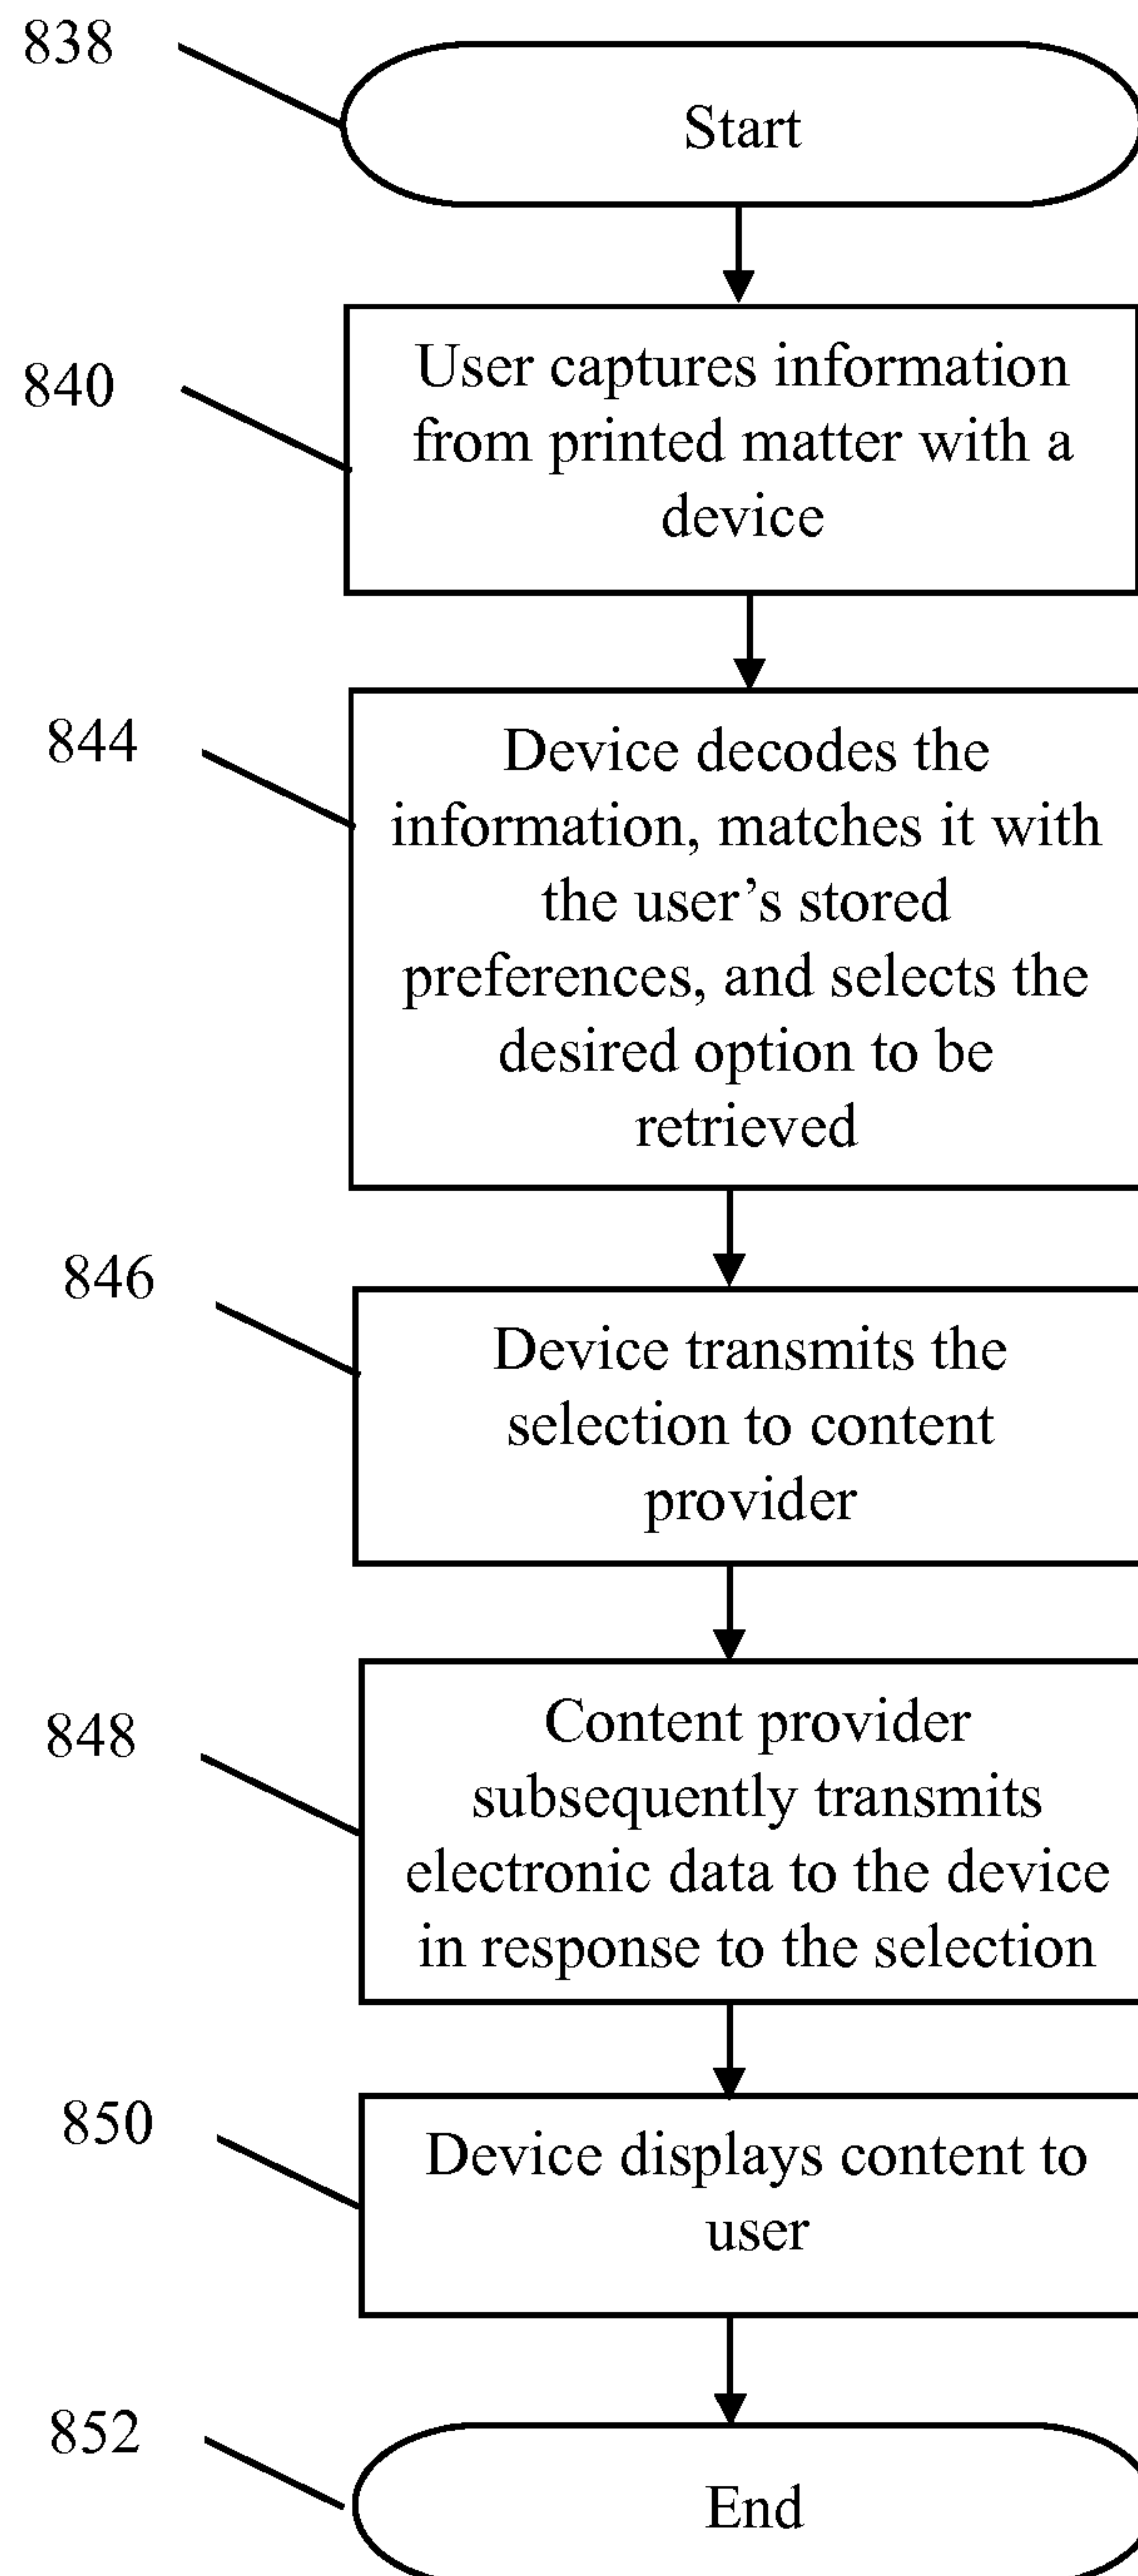 838
Start
840
User captures information
from printed matter with a
device
844
Device decodes the
information, matches it with
the user’s stored
preferences, and selects the
desired option to be
retrieved
846
Device transmits the
selection to content
provider
848
Content provider
subsequently transmits
electronic data to the device
in response to the selection
850
Device displays content to
user
852
End